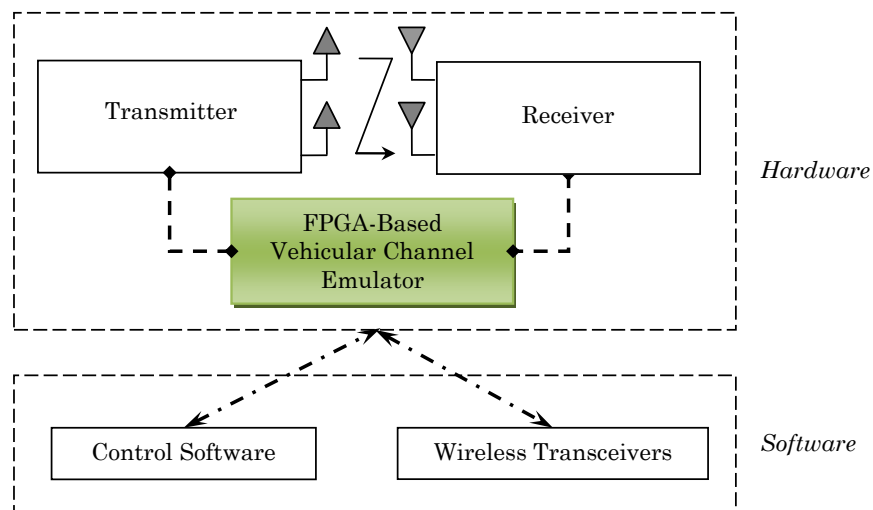 Transmitter
Receiver
Hardware
FPGA-Based
Vehicular Channel
Emulator
Control Software
Wireless Transceivers
Software